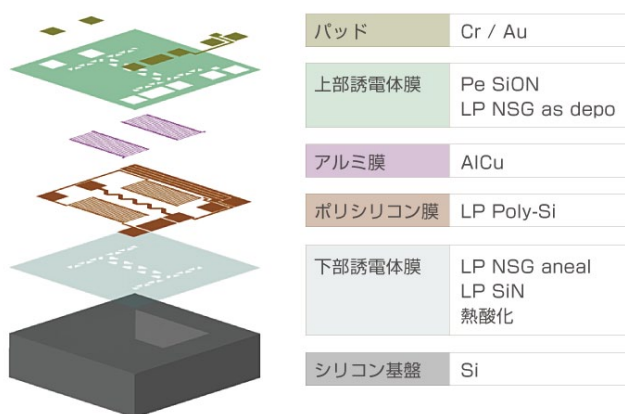 パッド
Cr / Au
上部誘電体膜
Pe SiON
LP NSG as depo
アルミ膜
AlCu
ポリシリコン膜
LP Poly-Si
下部誘電体膜
LP NSG aneal
LP SiN
熱酸化
シリコン基盤
Si